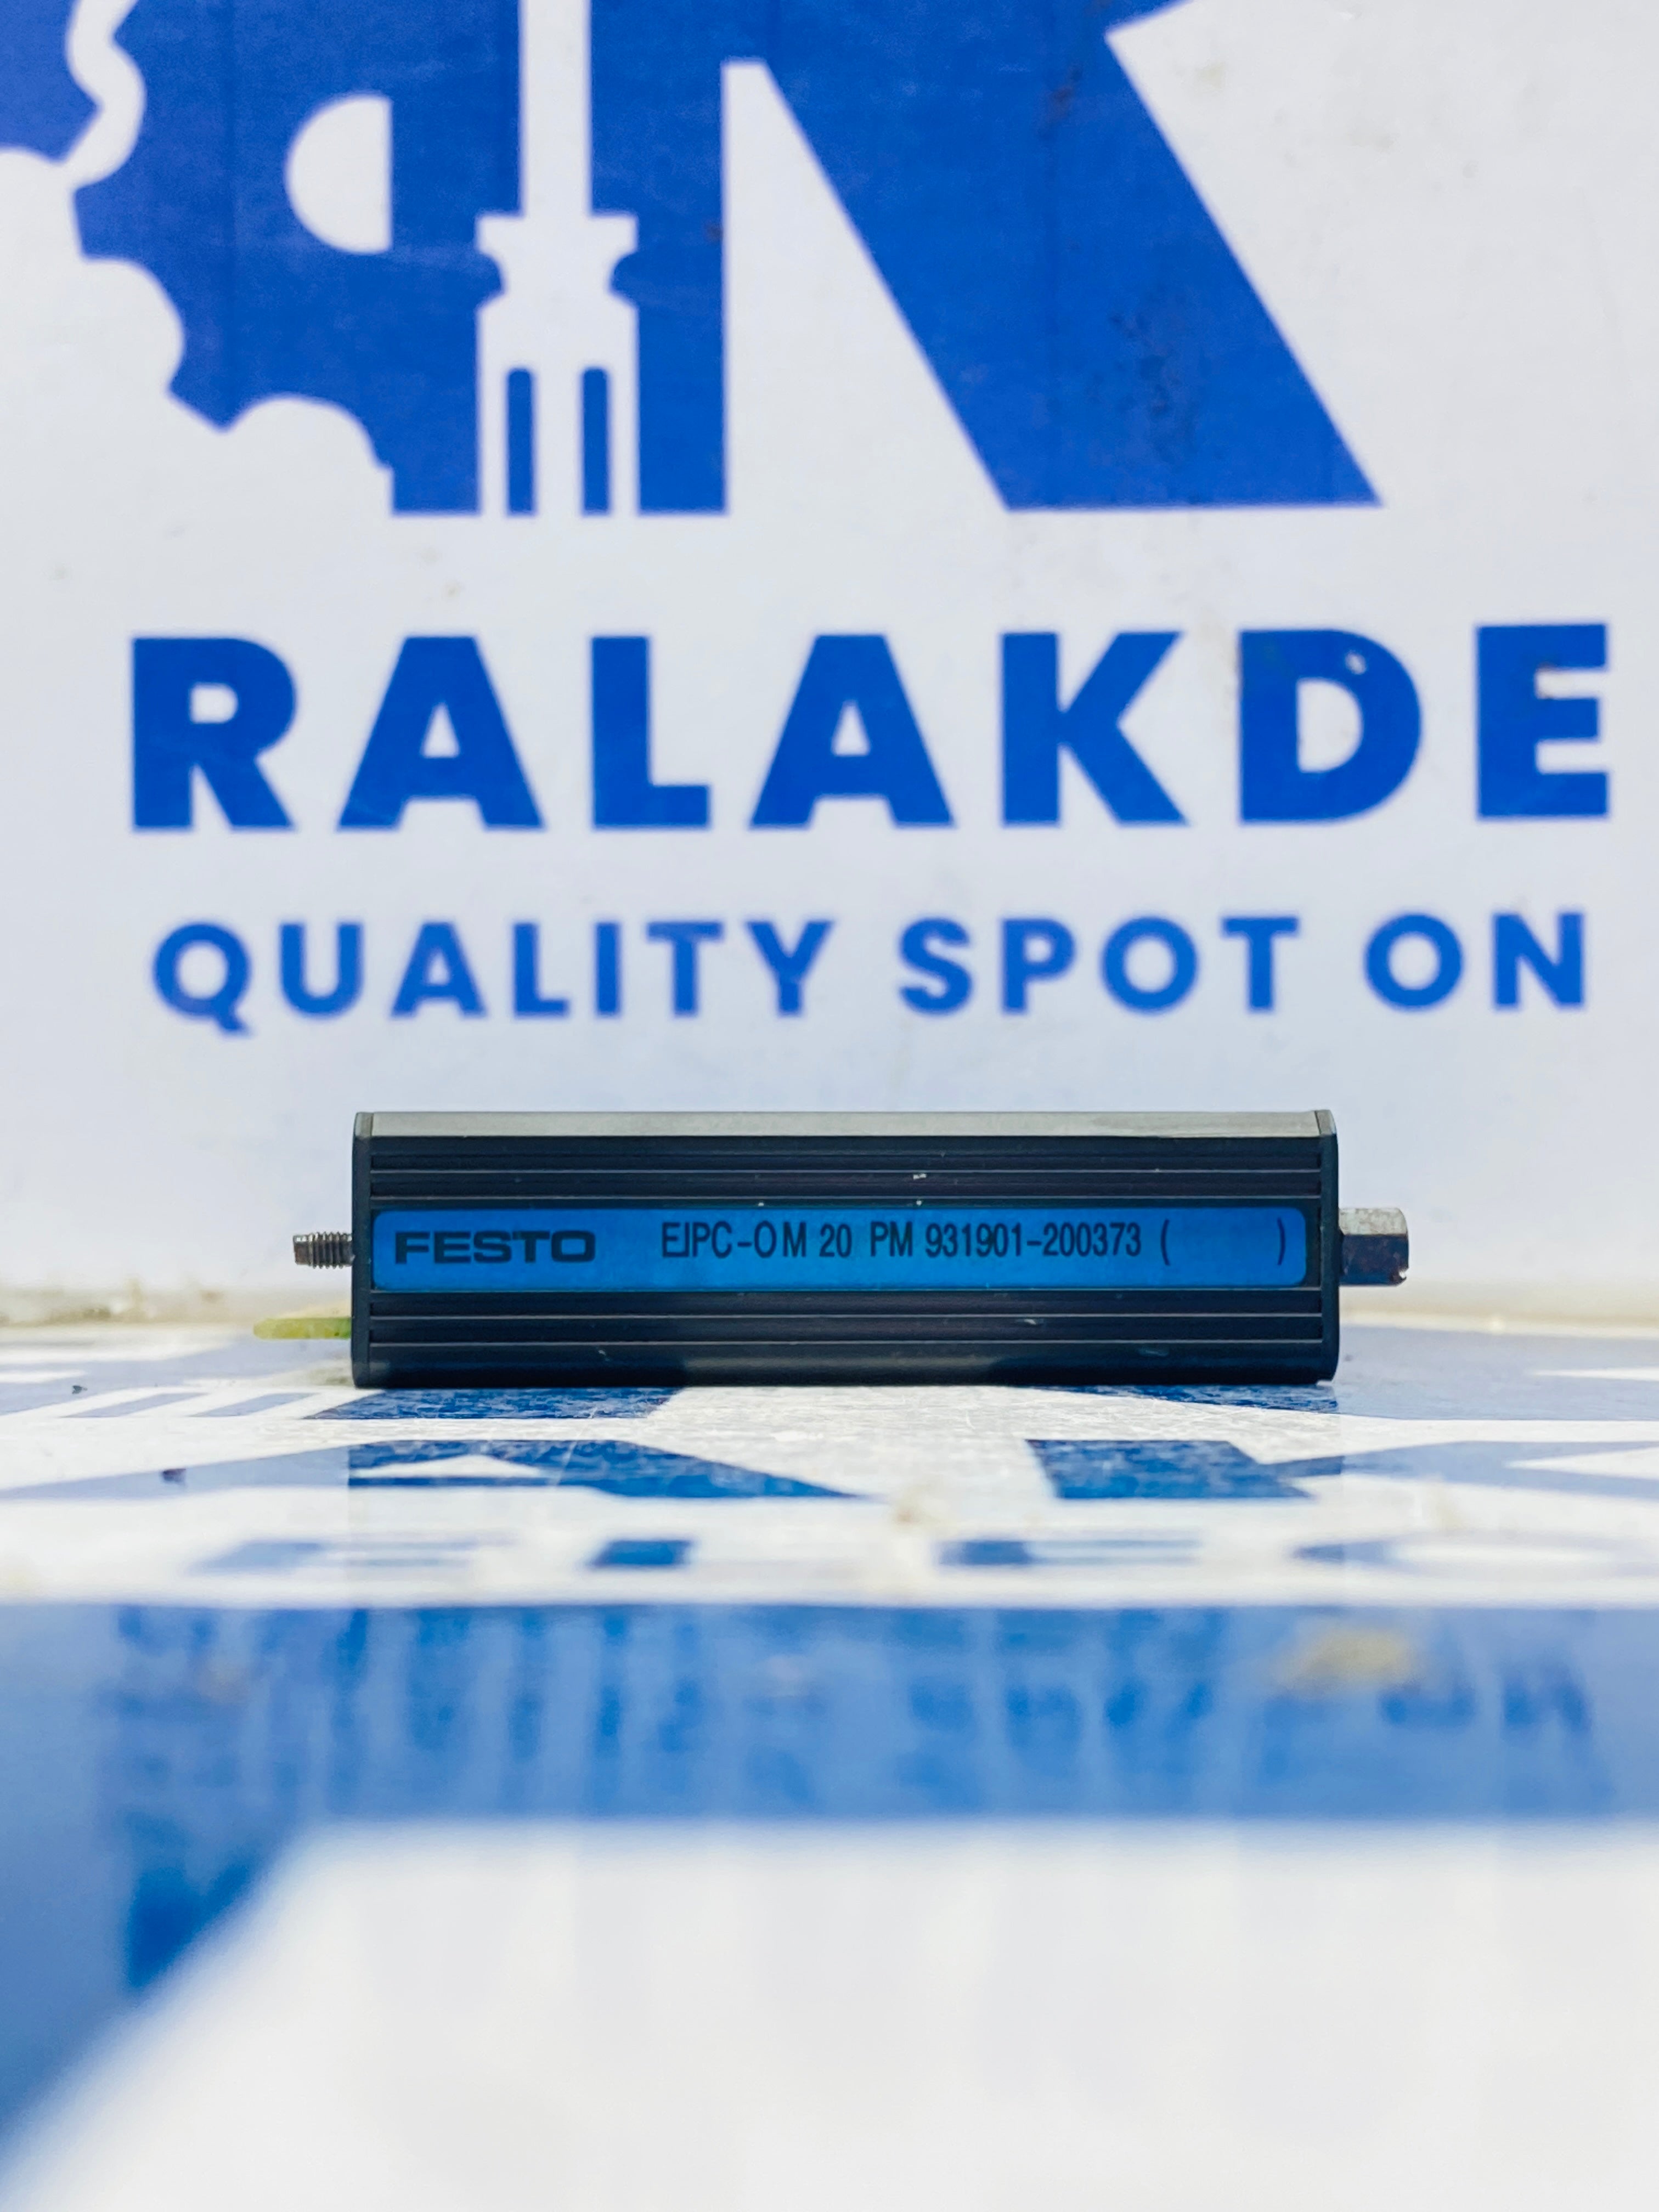 RALAKDE
QUALITY SPOT ON
FESTO EJPC-OM 20 PM 931901-200373 ( )